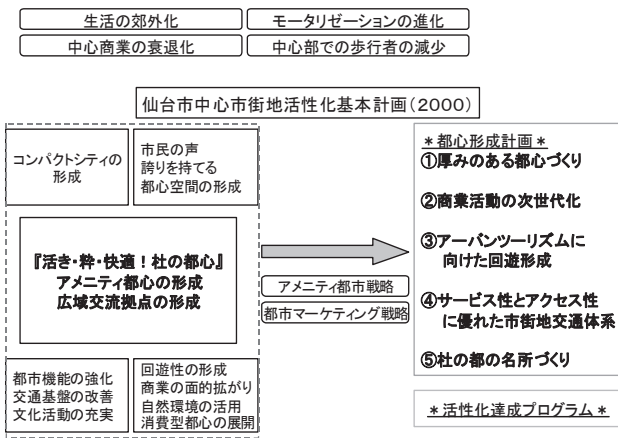 生活の郊外化
モータリゼーションの進化
中心商業の衰退化
中心部での歩行者の減少
仙台市中心市街地活性化基本計画(2000)
コンパクトシティの
形成
市民の声
誇りを持てる
都心空間の形成
『活き・粋・快適！杜の都心』
アメニティ都心の形成
広域交流拠点の形成
都市機能の強化
交通基盤の改善
文化活動の充実
回遊性の形成
商業の面的拡がり
自然環境の活用
消費型都心の展開
アメニティ都市戦略
都市マーケティング戦略
＊都心形成計画＊
①厚みのある都心づくり
②商業活動の次世代化
③アーバンツーリズムに
向けた回遊形成
④サービス性とアクセス性
に優れた市街地交通体系
⑤杜の都の名所づくり
＊活性化達成プログラム＊